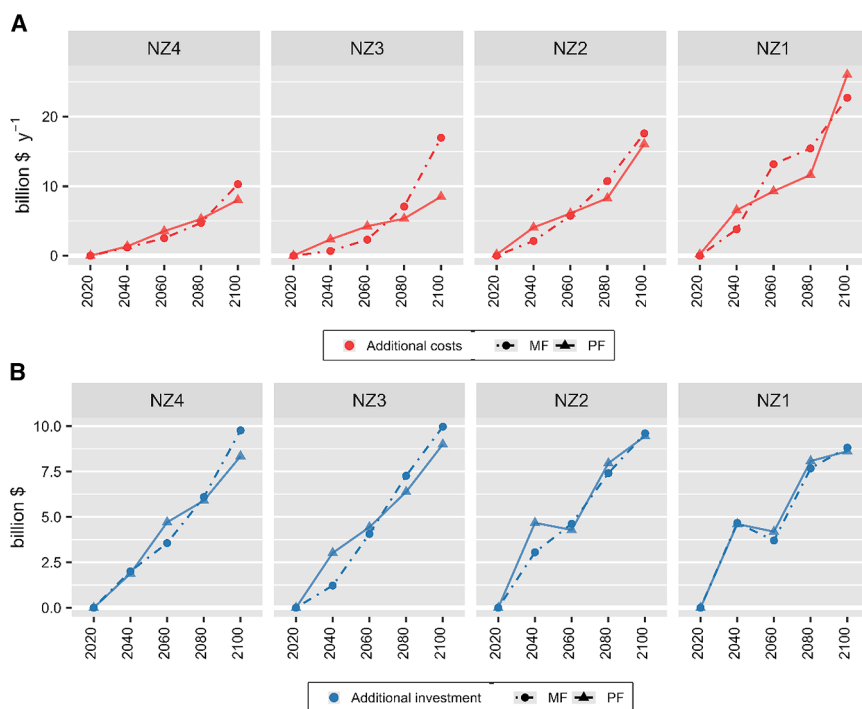 A
NZ4 NZ3 NZ2 NZ1
billion $ y⁻¹
20
10
0
2020 2040 2060 2080 2100 2020 2040 2060 2080 2100 2020 2040 2060 2080 2100 2020 2040 2060 2080 2100
Additional costs MF PF
B
NZ4 NZ3 NZ2 NZ1
billion $
10.0
7.5
5.0
2.5
0.0
2020 2040 2060 2080 2100 2020 2040 2060 2080 2100 2020 2040 2060 2080 2100 2020 2040 2060 2080 2100
Additional investment MF PF